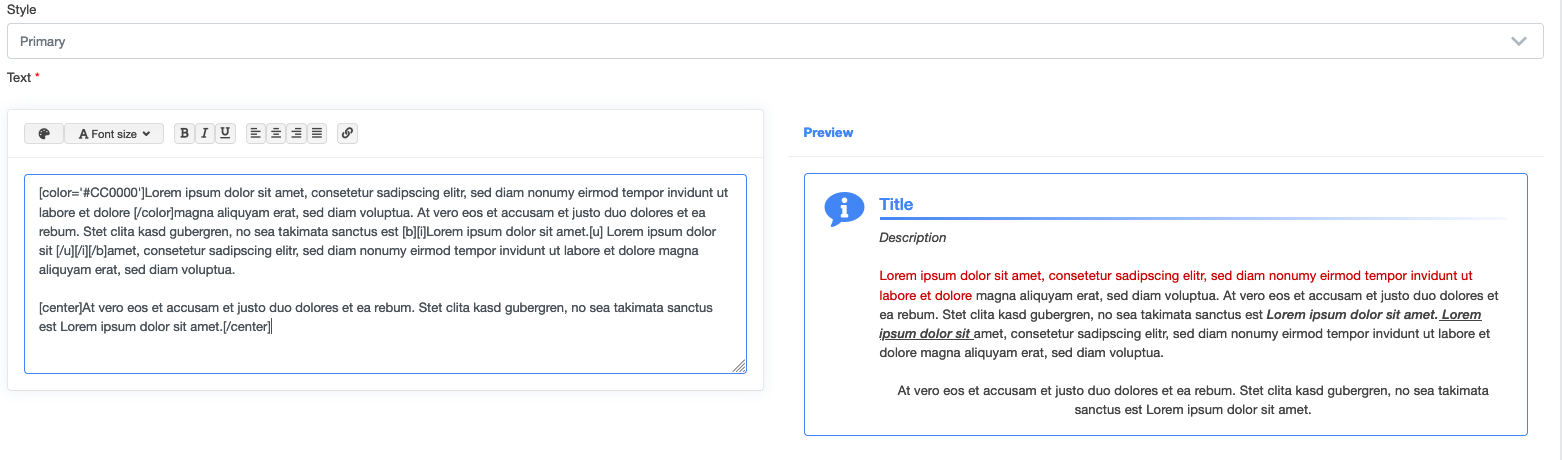 Style
Primary
Text *
A Font size
B I U
[color='#CC0000']Lorem ipsum dolor sit amet, consetetur sadipscing elitr, sed diam nonumy eirmod tempor invidunt ut
labore et dolore [/color]magna aliquyam erat, sed diam voluptua. At vero eos et accusam et justo duo dolores et ea
rebum. Stet clita kasd gubergren, no sea takimata sanctus est [b][i]Lorem ipsum dolor sit amet.[u] Lorem ipsum dolor
sit [/u][/i][/b]amet, consetetur sadipscing elitr, sed diam nonumy eirmod tempor invidunt ut labore et dolore magna
aliquyam erat, sed diam voluptua.
[center]At vero eos et accusam et justo duo dolores et ea rebum. Stet clita kasd gubergren, no sea takimata sanctus
est Lorem ipsum dolor sit amet.[/center]
Preview
Title
Description
Lorem ipsum dolor sit amet, consetetur sadipscing elitr, sed diam nonumy eirmod tempor invidunt ut
labore et dolore magna aliquyam erat, sed diam voluptua. At vero eos et accusam et justo duo dolores et
ea rebum. Stet clita kasd gubergren, no sea takimata sanctus est Lorem ipsum dolor sit amet. Lorem
ipsum dolor sit amet, consetetur sadipscing elitr, sed diam nonumy eirmod tempor invidunt ut labore et
dolore magna aliquyam erat, sed diam voluptua.
At vero eos et accusam et justo duo dolores et ea rebum. Stet clita kasd gubergren, no sea takimata
sanctus est Lorem ipsum dolor sit amet.